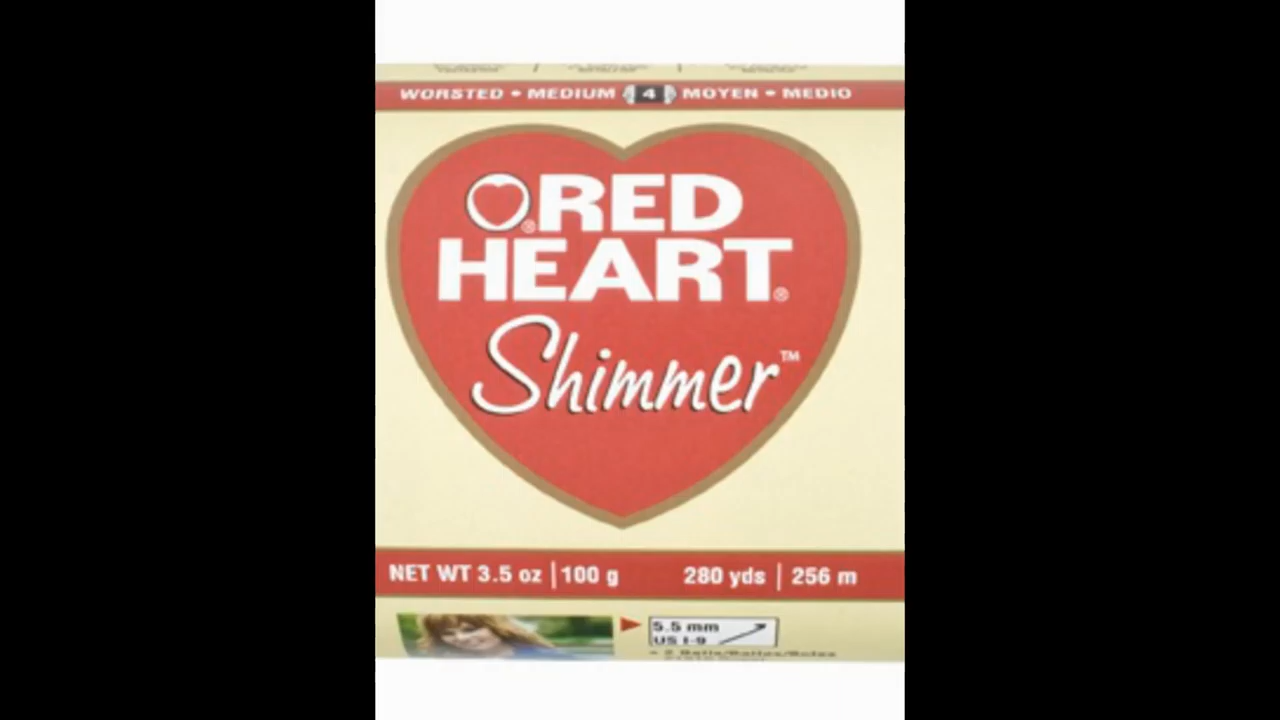 WORSTED • MEDIUM 4 MOYEN • MEDIO
RED
HEART®
Shimmer™
NET WT 3.5 oz | 100 g 280 yds | 256 m
5.5 mm
US I-9